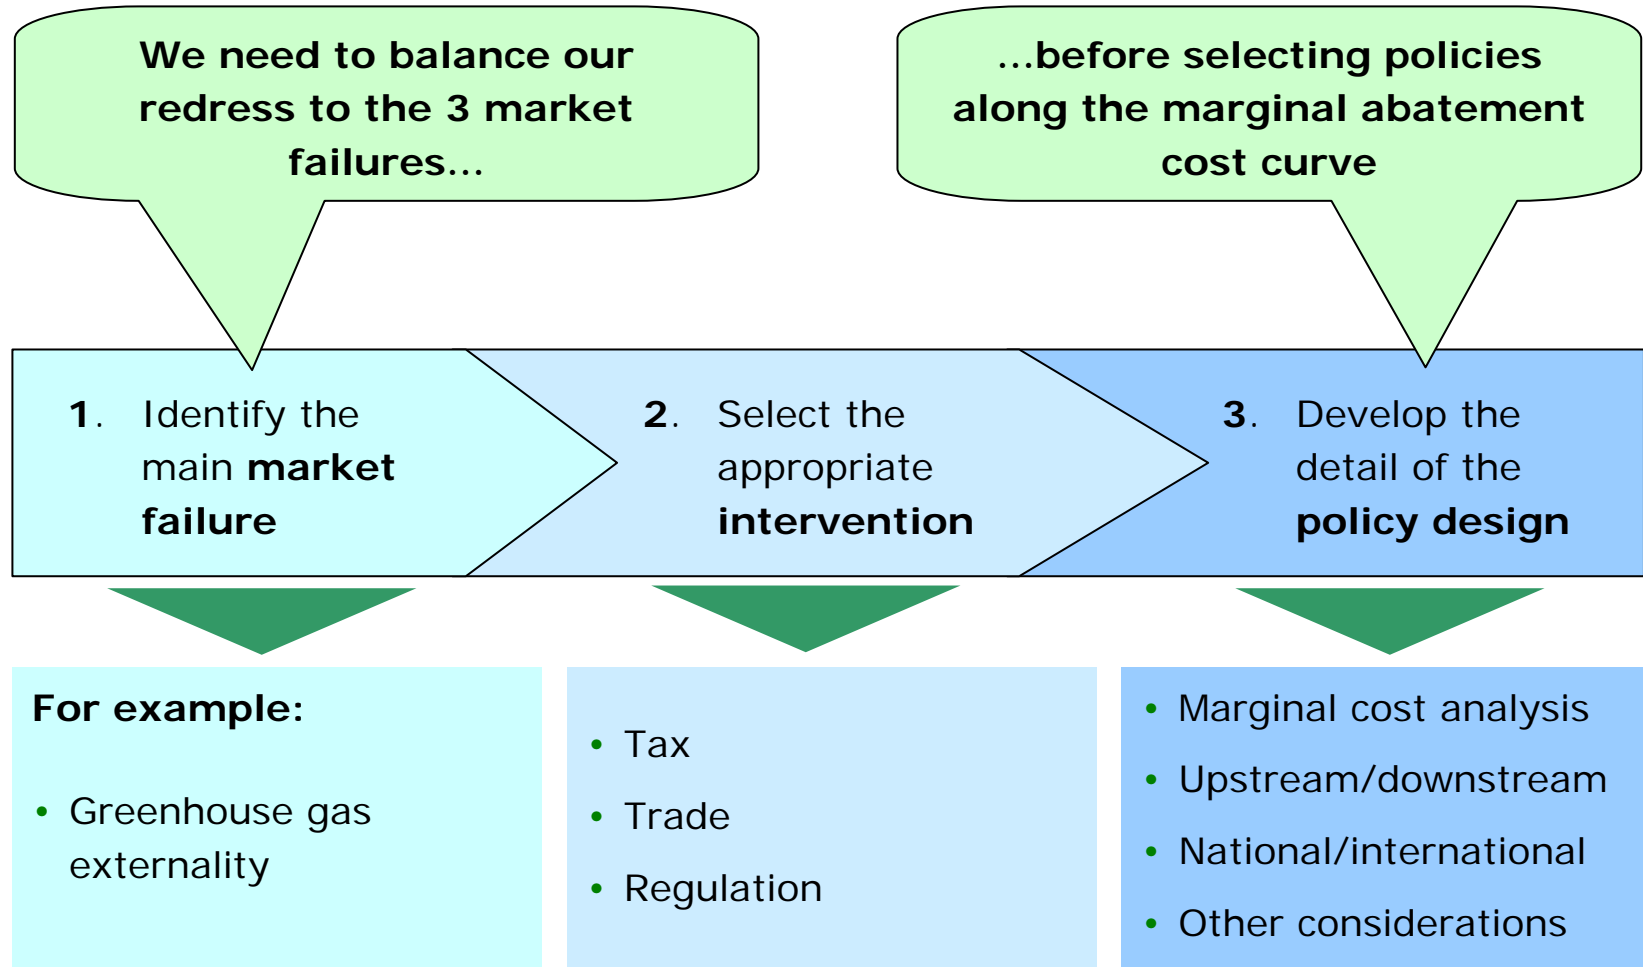 We need to balance our
redress to the 3 market
failures…
…before selecting policies
along the marginal abatement
cost curve
1. Identify the
main market
failure
2. Select the
appropriate
intervention
3. Develop the
detail of the
policy design
For example:
• Greenhouse gas
externality
• Tax
• Trade
• Regulation
• Marginal cost analysis
• Upstream/downstream
• National/international
• Other considerations